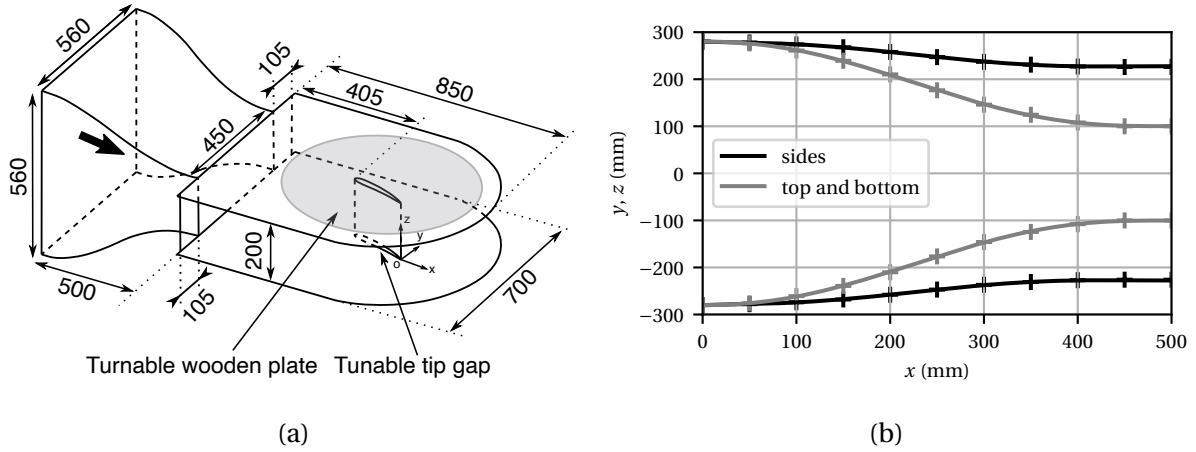 560
105
850
405
450
560
200
z
y
o
x
500
105
700
Turnable wooden plate
Tunable tip gap
(a)
300
200
100
0
−100
−200
−300
y, z (mm)
sides
top and bottom
0
100
200
300
400
500
x (mm)
(b)